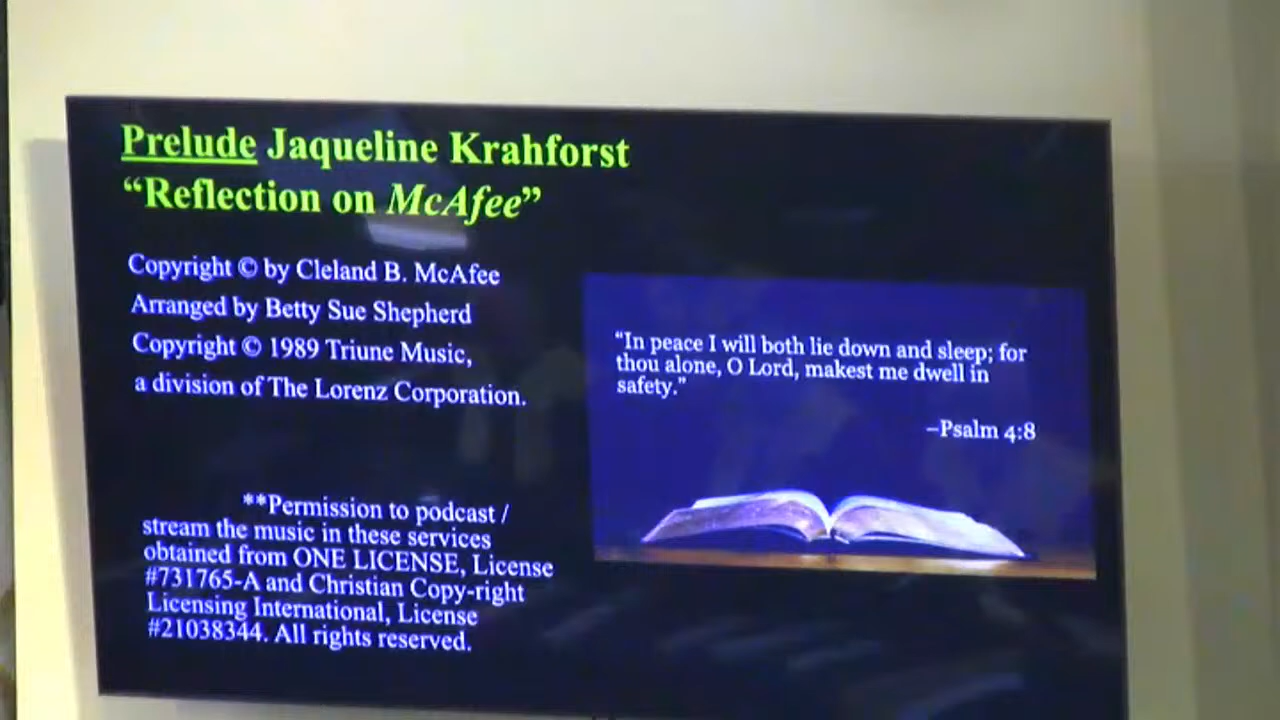 Prelude Jaqueline Krahforst
“Reflection on McAfee”
Copyright © by Cleland B. McAfee
Arranged by Betty Sue Shepherd
Copyright © 1989 Triune Music,
a division of The Lorenz Corporation.
“In peace I will both lie down and sleep; for
thou alone, O Lord, makest me dwell in
safety.”
–Psalm 4:8
**Permission to podcast /
stream the music in these services
obtained from ONE LICENSE, License
#731765-A and Christian Copy-right
Licensing International, License
#21038344. All rights reserved.